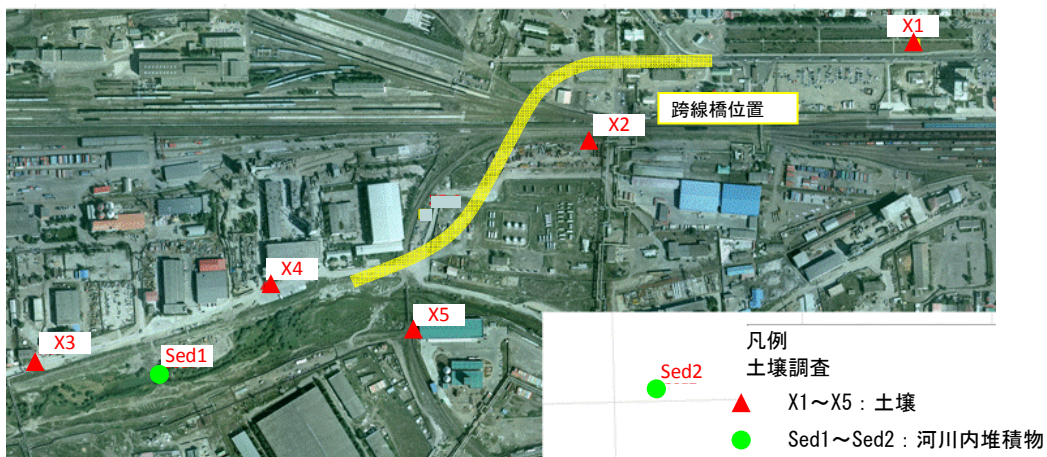 X1
X2
跨線橋位置
X4
X5
X3
Sed1
Sed2
凡例
土壌調査
X1～X5：土壌
Sed1～Sed2：河川内堆積物